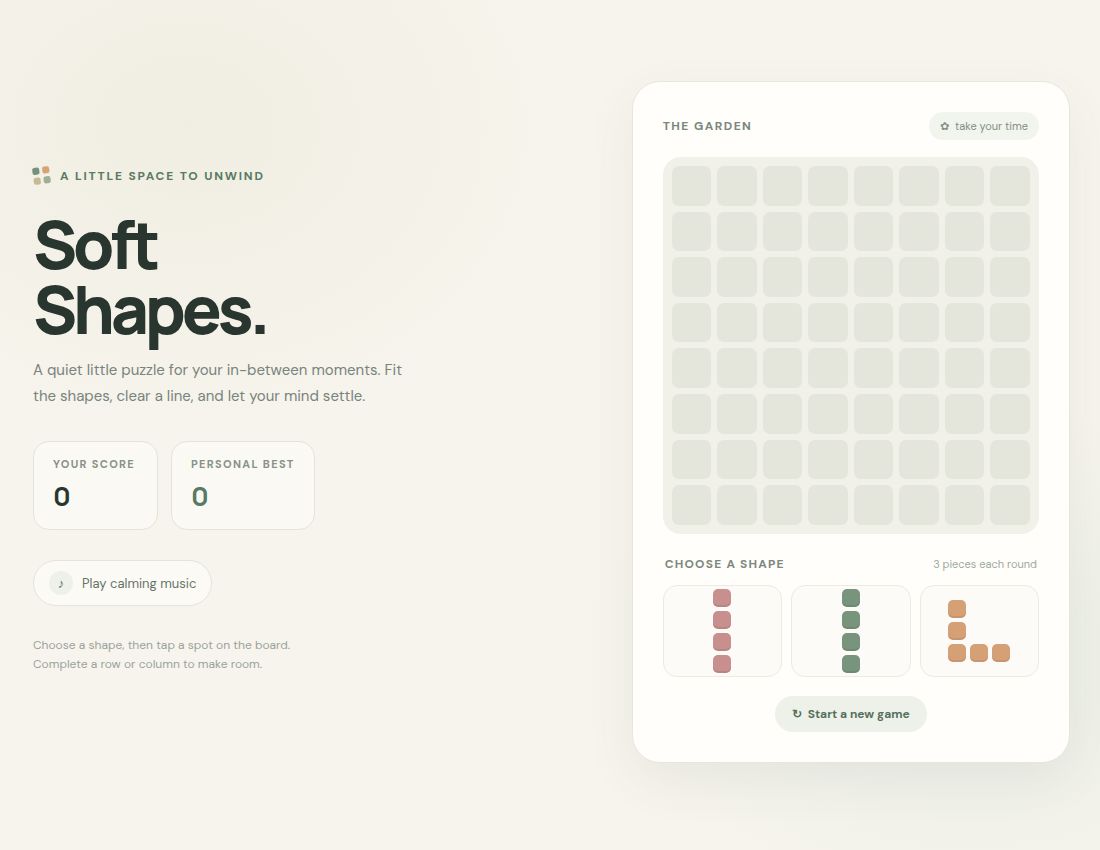 A LITTLE SPACE TO UNWIND
Soft
Shapes.
A quiet little puzzle for your in-between moments. Fit
the shapes, clear a line, and let your mind settle.
YOUR SCORE
0
PERSONAL BEST
0
♪ Play calming music
Choose a shape, then tap a spot on the board.
Complete a row or column to make room.
THE GARDEN
✿ take your time
CHOOSE A SHAPE
3 pieces each round
↻ Start a new game